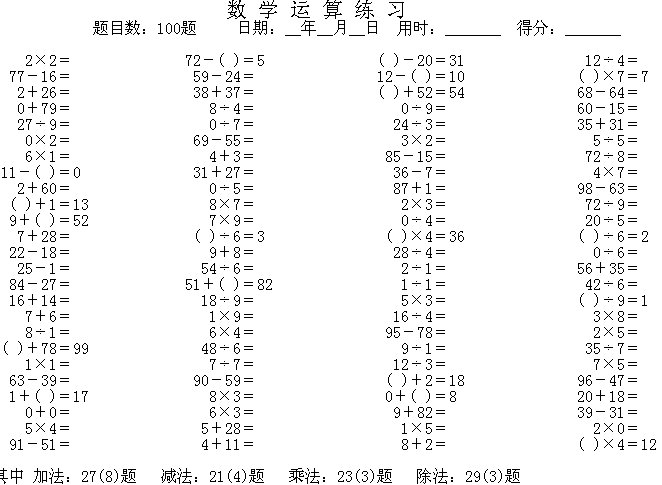 数 学 运 算 练 习
题目数：100题 日期：__年__月__日 用时：_______ 得分：_______
2×2= 72－( )＝5 ( )－20＝31 12÷4=
77－16= 59－24= 12－( )＝10 ( )×7＝7
2＋26= 38＋37= ( )＋52＝54 68－64=
0＋79= 8÷4= 0÷9= 60－15=
27÷9= 0÷7= 24÷3= 35＋31=
0×2= 69－55= 3×2= 5÷5=
6×1= 4＋3= 85－15= 72÷8=
11－( )＝0 31＋27= 36－7= 4×7=
2＋60= 0÷5= 87＋1= 98－63=
( )＋1＝13 8×7= 2×3= 72÷9=
9＋( )＝52 7×9= 0÷4= 20÷5=
7＋28= ( )÷6＝3 ( )×4＝36 ( )÷6＝2
22－18= 9＋8= 28÷4= 0÷6=
25－1= 54÷6= 2÷1= 56＋35=
84－27= 51＋( )＝82 1÷1= 42÷6=
16＋14= 18÷9= 5×3= ( )÷9＝1
7＋6= 1×9= 16÷4= 3×8=
8÷1= 6×4= 95－78= 2×5=
( )＋78＝99 48÷6= 9÷1= 35÷7=
1×1= 7÷7= 12÷3= 7×5=
63－39= 90－59= ( )＋2＝18 96－47=
1＋( )＝17 8×3= 0＋( )＝8 20＋18=
0＋0= 6×3= 9＋82= 39－31=
5×4= 5＋28= 1×5= 2×0=
91－51= 4＋11= 8＋2= ( )×4＝12
其中 加法：27(8)题 减法：21(4)题 乘法：23(3)题 除法：29(3)题